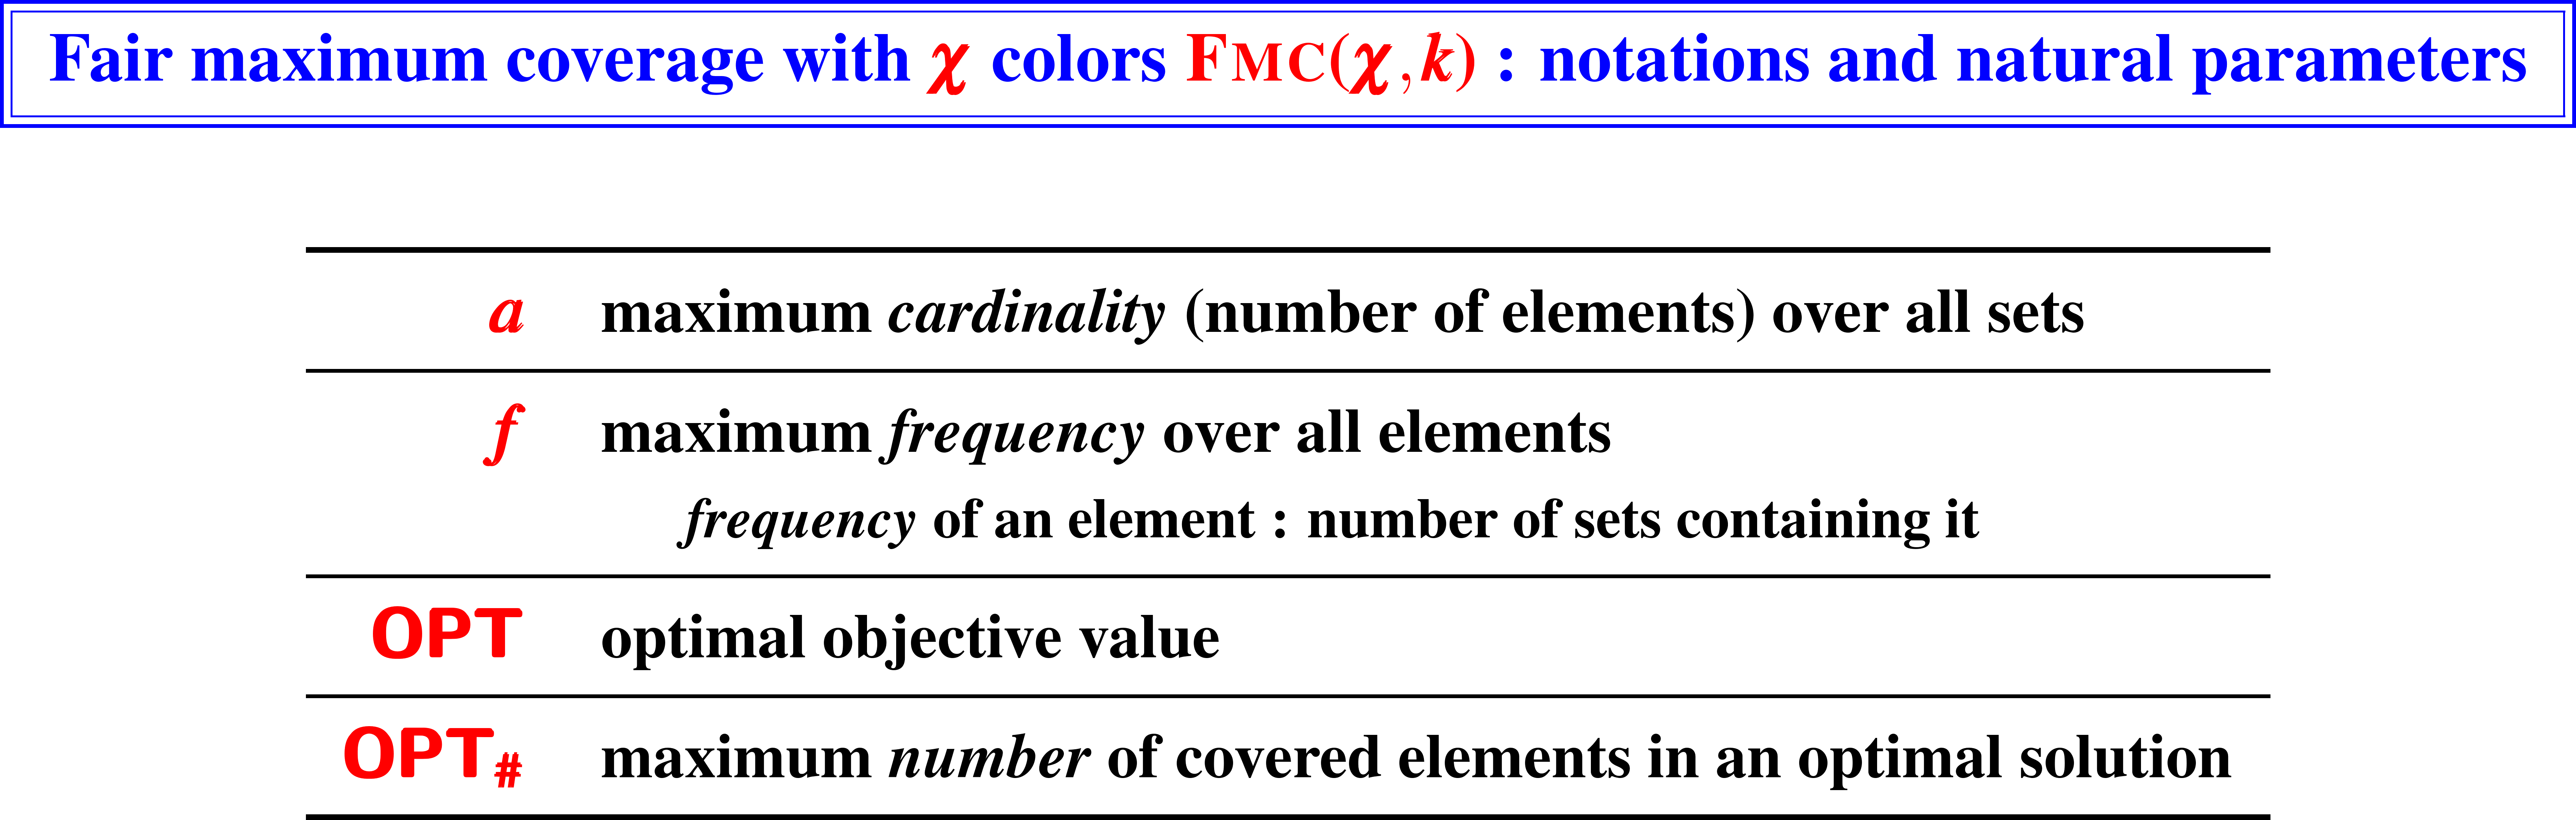 Fair maximum coverage with χ colors FMC(χ, k) : notations and natural parameters
a maximum cardinality (number of elements) over all sets
f maximum frequency over all elements
frequency of an element : number of sets containing it
OPT optimal objective value
OPT# maximum number of covered elements in an optimal solution